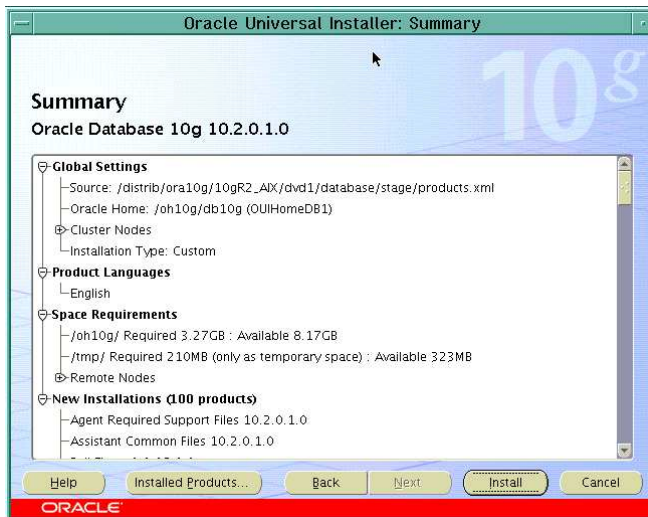 Oracle Universal Installer: Summary
10g
Summary
Oracle Database 10g 10.2.0.1.0
Global Settings
Source: /distrib/ora10g/10gR2_AIX/dvd1/database/stage/products.xml
Oracle Home: /oh10g/db10g (OUIHomeDB1)
Cluster Nodes
Installation Type: Custom
Product Languages
English
Space Requirements
/oh10g/ Required 3.27GB : Available 8.17GB
/tmp/ Required 210MB (only as temporary space) : Available 323MB
Remote Nodes
New Installations (100 products)
Agent Required Support Files 10.2.0.1.0
Assistant Common Files 10.2.0.1.0
Help Installed Products... Back Next Install Cancel
ORACLE